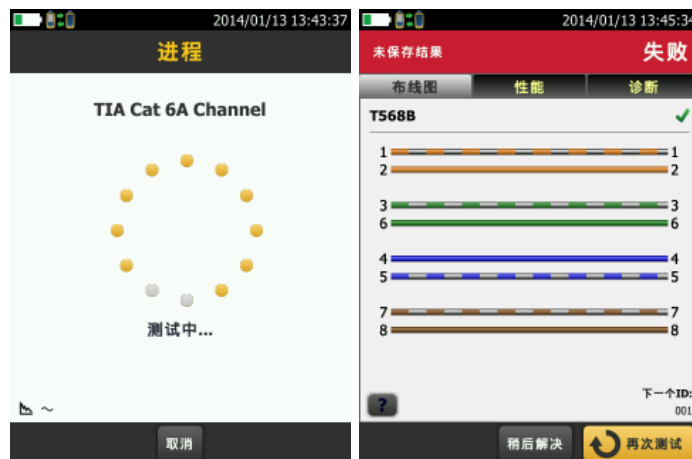 2014/01/13 13:43:37
进程
TIA Cat 6A Channel
测试中...
取消
2014/01/13 13:45:34
未保存结果
失败
布线图
性能
诊断
T568B
1 1
2 2
3 3
6 6
4 4
5 5
7 7
8 8
?
下一个ID:
001
稍后解决
再次测试